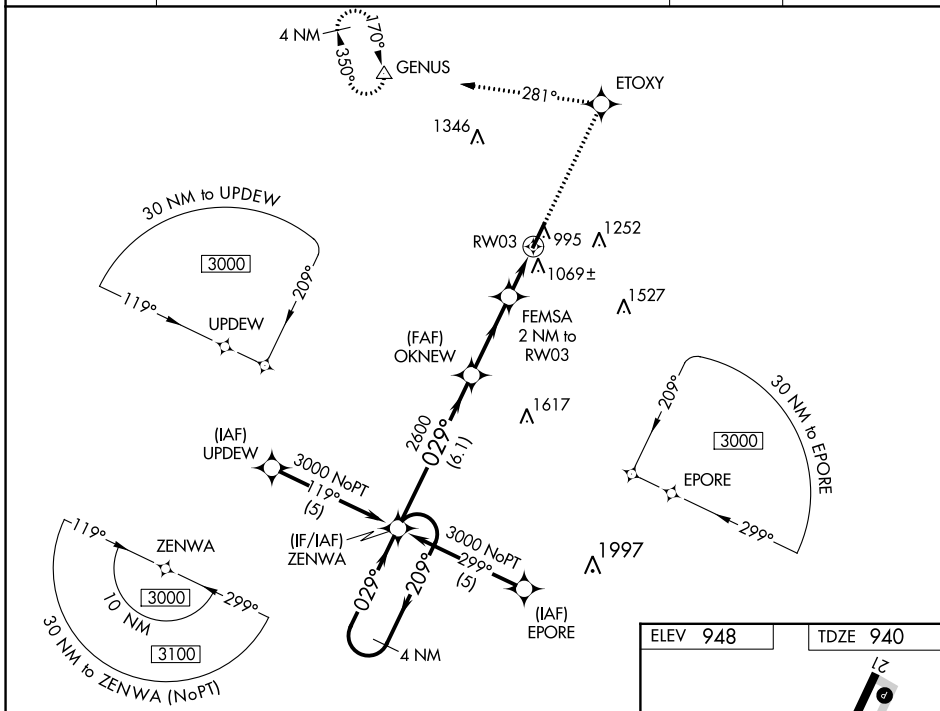 4 NM
170°
350°
GENUS
281°
ETOXY
1346
30 NM to UPDEW
3000
209°
119°
UPDEW
RW03
995
1252
1069±
1527
FEMSA
2 NM to
RW03
(FAF)
OKNEW
1617
2600
029°
(6.1)
209°
30 NM to EPORE
3000
EPORE
299°
(IAF)
UPDEW
3000 NoPT
119°
(5)
(IF/IAF)
ZENWA
3000 NoPT
299°
(5)
(IAF)
EPORE
1997
029°
209°
4 NM
119°
ZENWA
299°
3000
10 NM
3100
30 NM to ZENWA (NoPT)
ELEV 948
TDZE 940
21
P